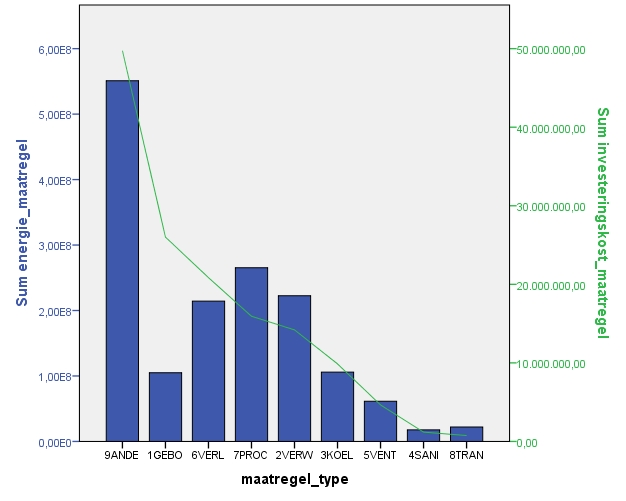 6,00E8
5,00E8
4,00E8
3,00E8
2,00E8
1,00E8
0,00E0
Sum energie_maatregel
50.000.000,00
40.000.000,00
30.000.000,00
20.000.000,00
10.000.000,00
0,00
Sum investeringskost_maatregel
9ANDE 1GEBO 6VERL 7PROC 2VERW 3KOEL 5VENT 4SANI 8TRAN
maatregel_type